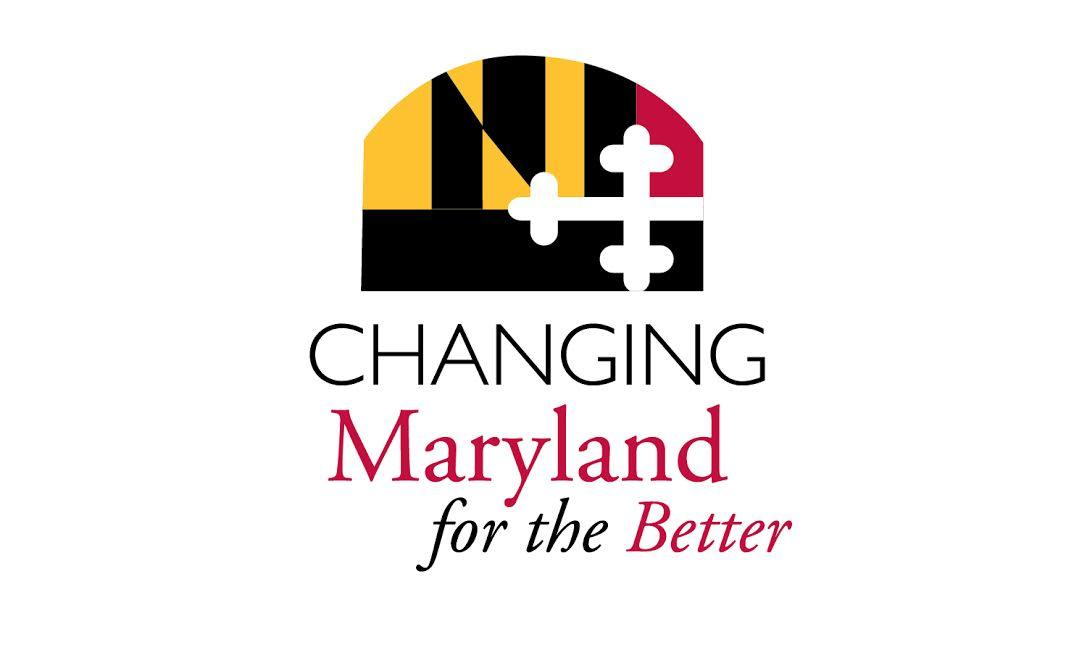 CHANGING
Maryland
for the Better